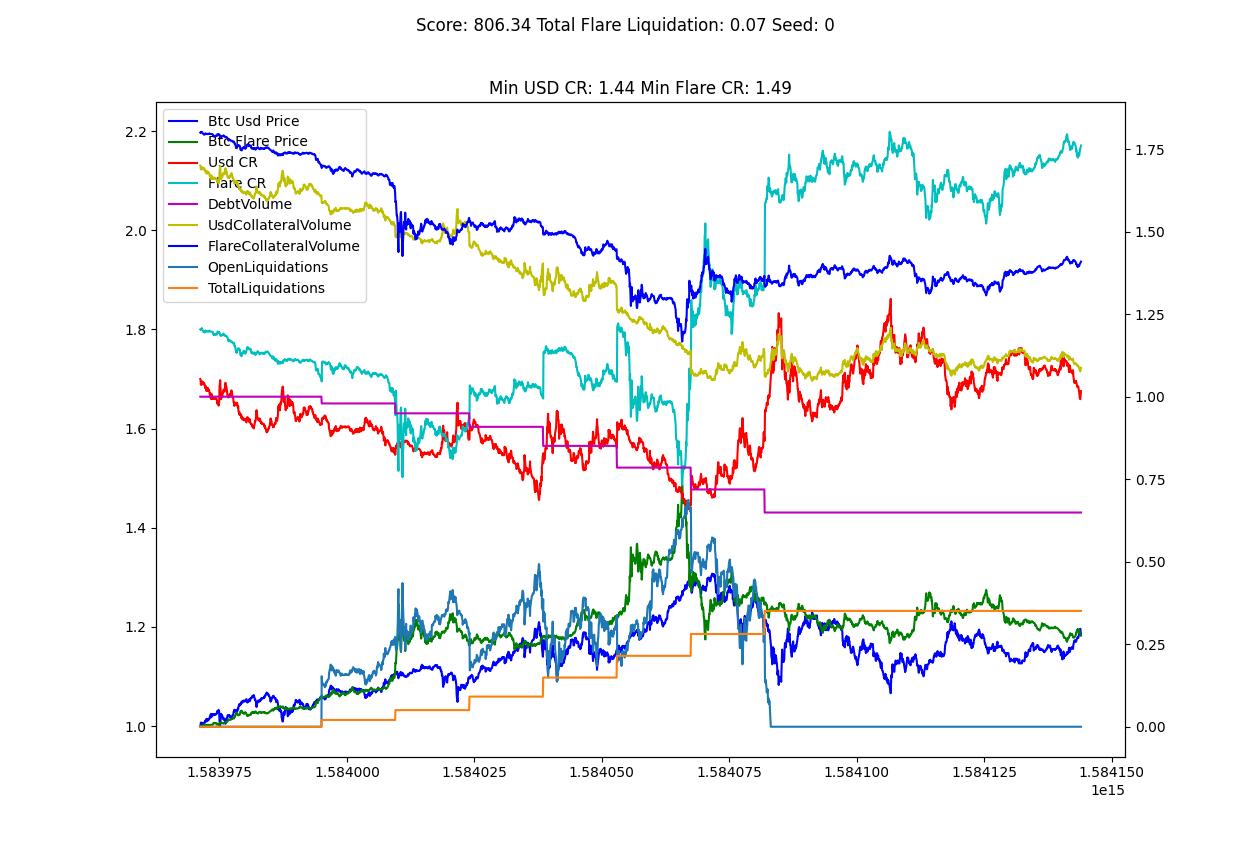 Score: 806.34 Total Flare Liquidation: 0.07 Seed: 0
Min USD CR: 1.44 Min Flare CR: 1.49
Btc Usd Price
Btc Flare Price
Usd CR
Flare CR
DebtVolume
UsdCollateralVolume
FlareCollateralVolume
OpenLiquidations
TotalLiquidations
2.2
2.0
1.8
1.6
1.4
1.2
1.0
1.75
1.50
1.25
1.00
0.75
0.50
0.25
0.00
1.583975 1.584000 1.584025 1.584050 1.584075 1.584100 1.584125 1.584150
1e15